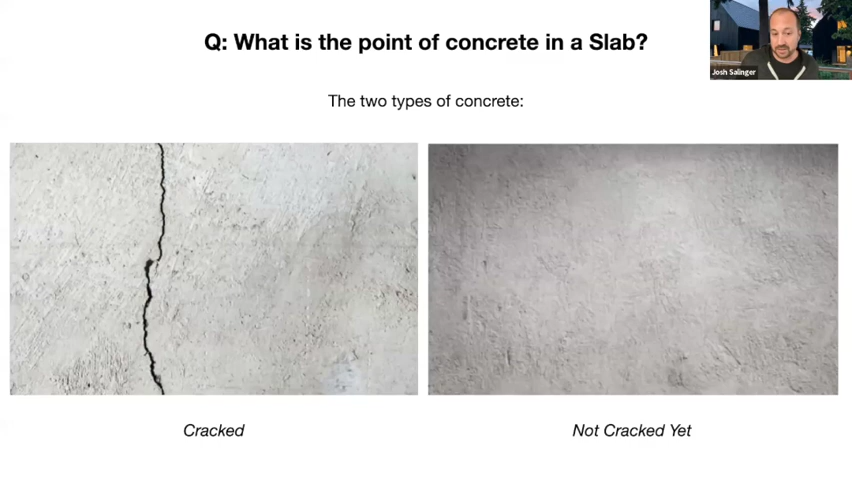 Q: What is the point of concrete in a Slab?
Josh Salinger
The two types of concrete:
Cracked
Not Cracked Yet